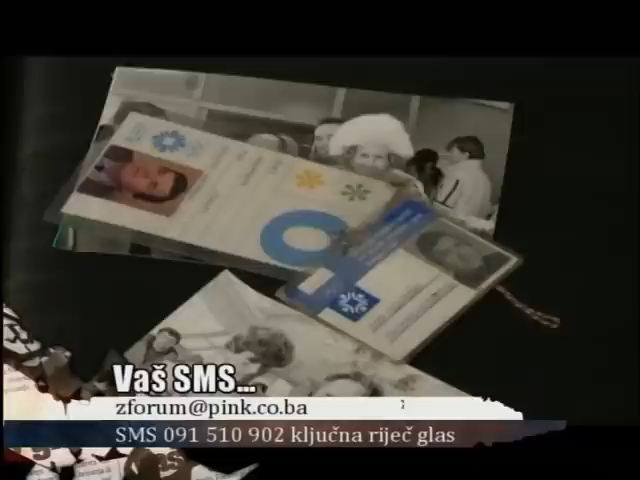 Vaš SMS...
zforum@pink.co.ba
SMS 091 510 902 ključna riječ glas